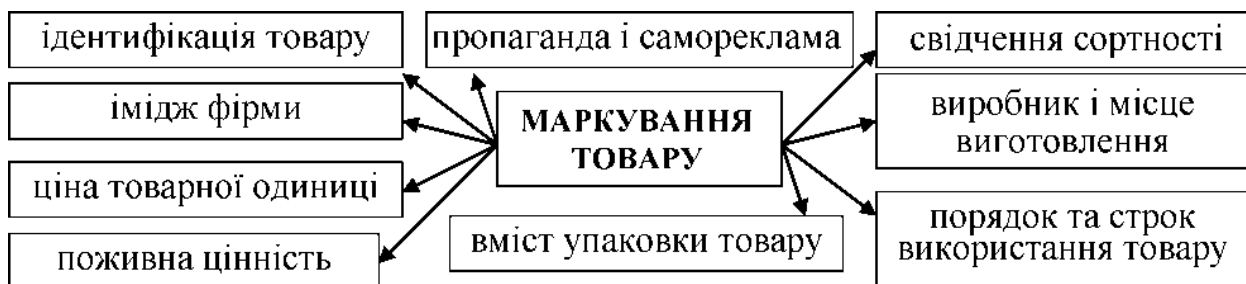 ідентифікація товару
пропаганда і самореклама
свідчення сортності
імідж фірми
МАРКУВАННЯ
ТОВАРУ
виробник і місце
виготовлення
ціна товарної одиниці
вміст упаковки товару
порядок та строк
використання товару
поживна цінність